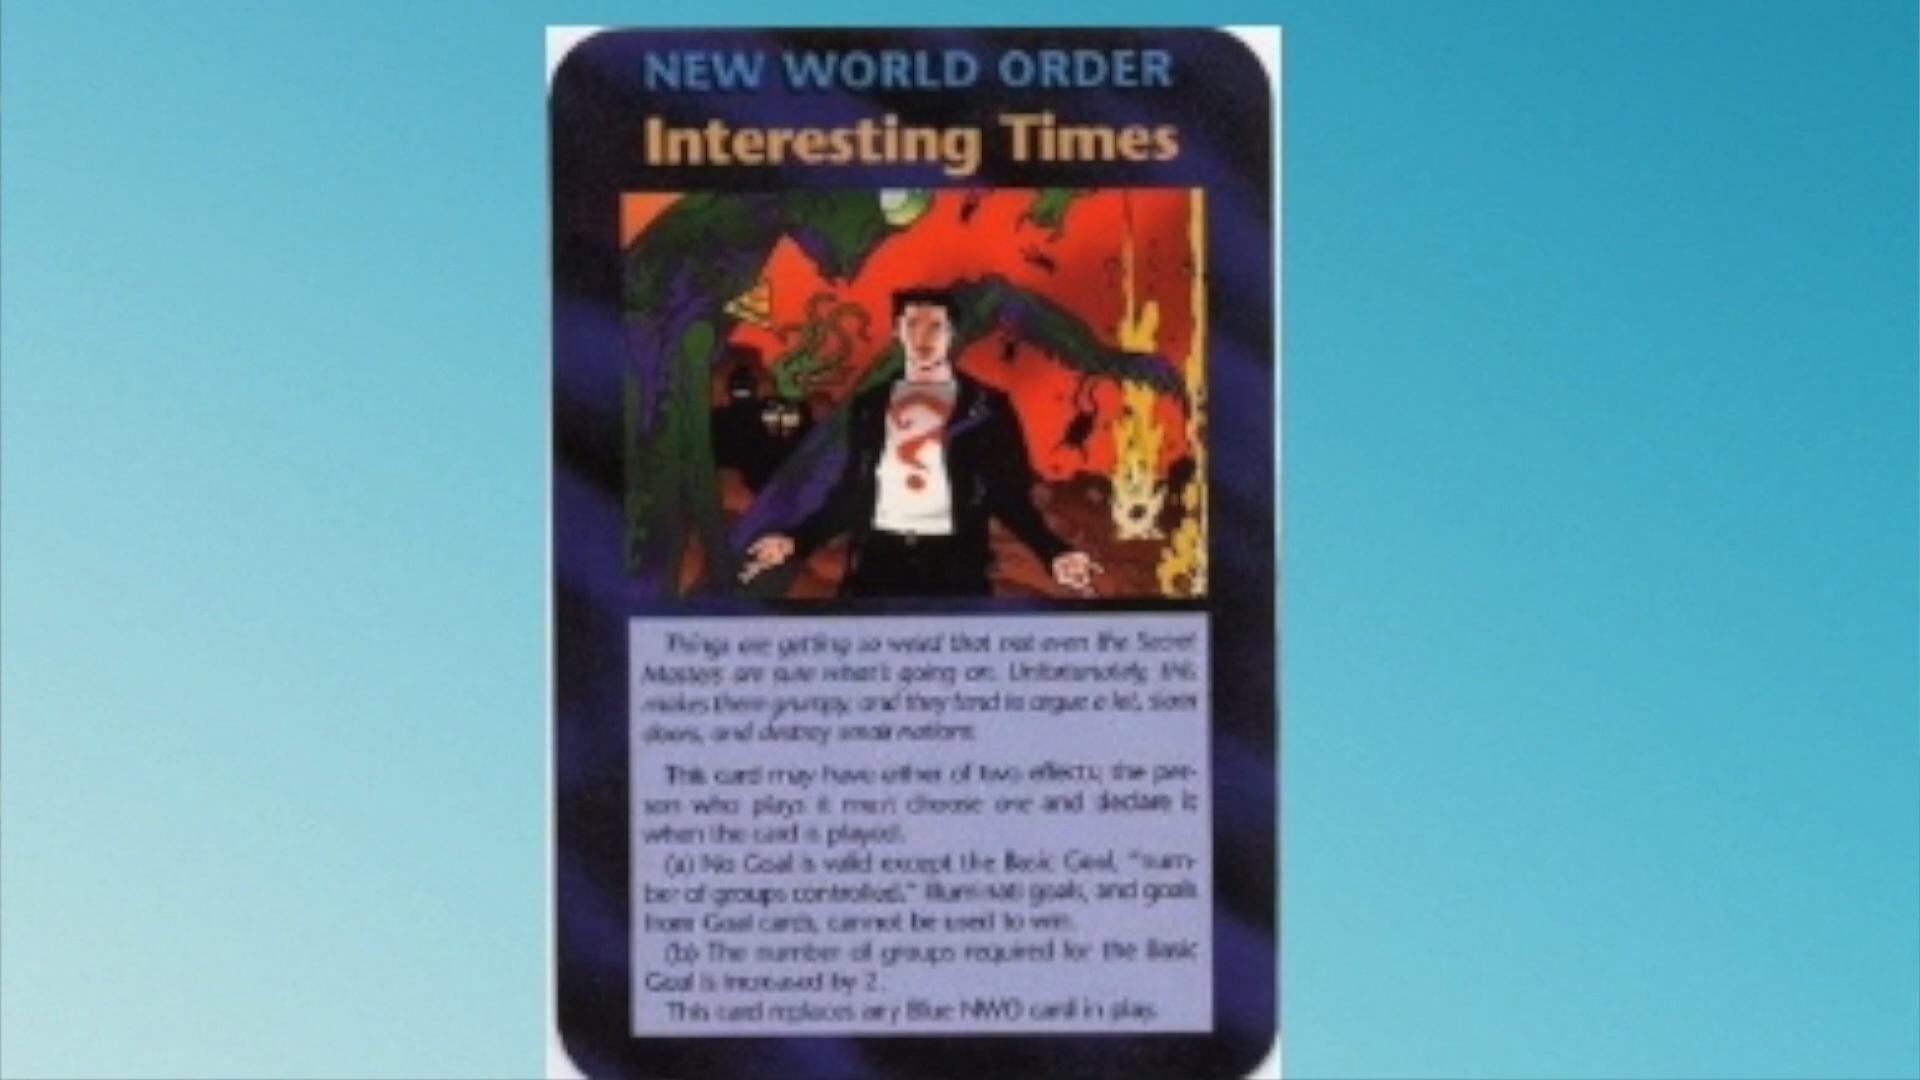 NEW WORLD ORDER
Interesting Times
Things are getting so weird that not even the Secret
Masters are sure what's going on. Unfortunately, this
makes them grumpy, and they tend to argue a lot, slam
doors, and destroy small nations.
This card may have either of two effects; the per-
son who plays it must choose one and declare it
when the card is played.
(a) No Goal is valid except the Basic Goal, "num-
ber of groups controlled." Illuminati goals, and goals
from Goal cards, cannot be used to win.
(b) The number of groups required for the Basic
Goal is increased by 2.
This card replaces any Blue NWO card in play.